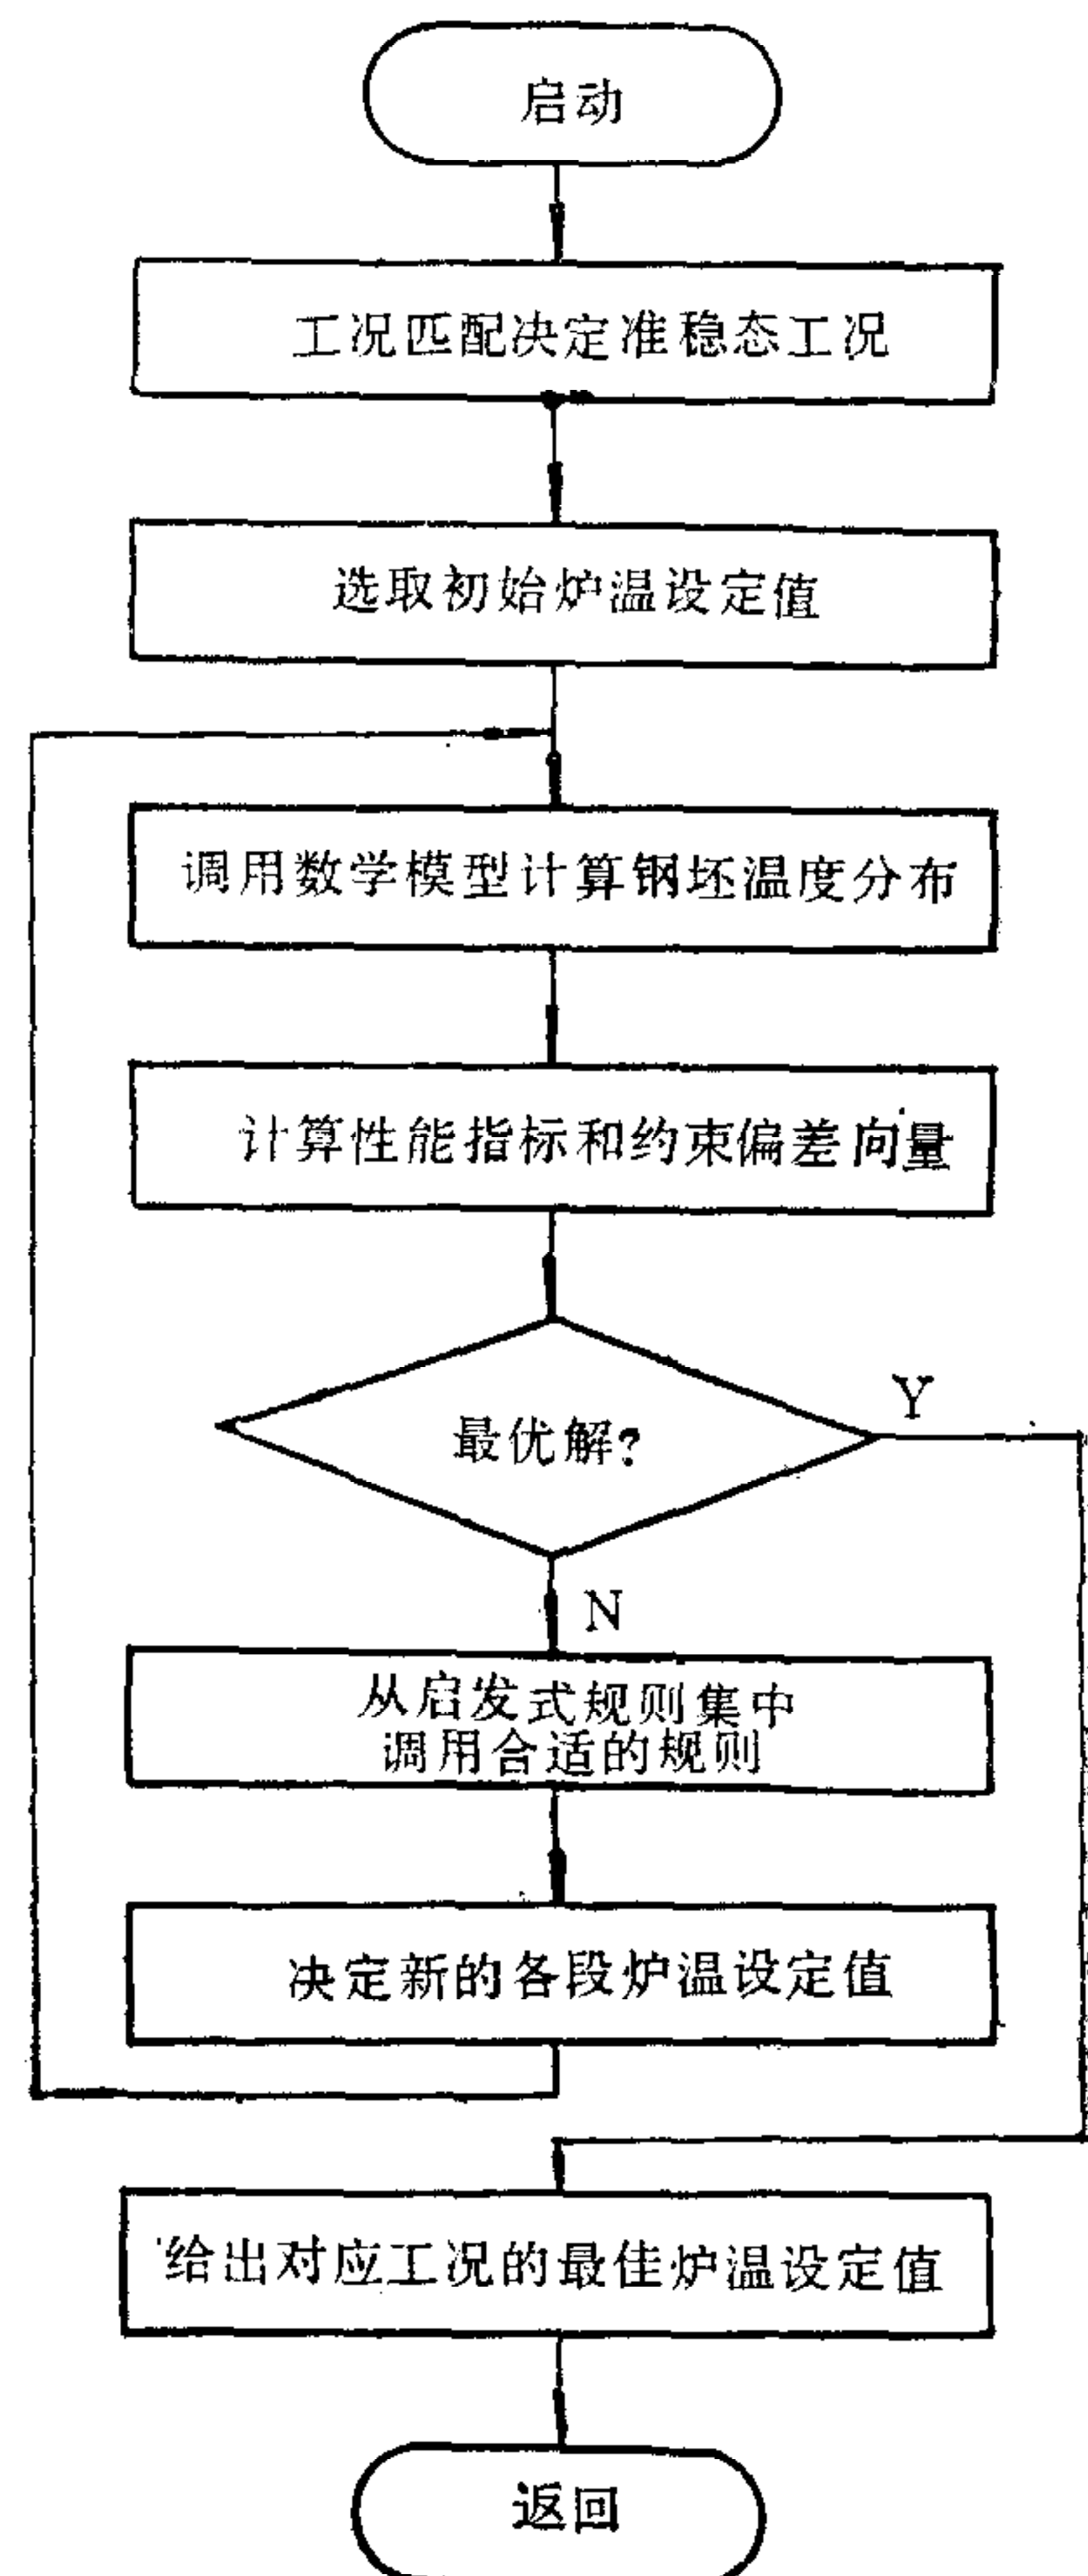 启动
工况匹配决定准稳态工况
选取初始炉温设定值
调用数学模型计算钢坯温度分布
计算性能指标和约束偏差向量
最优解?
Y
N
从启发式规则集中
调用合适的规则
决定新的各段炉温设定值
给出对应工况的最佳炉温设定值
返回